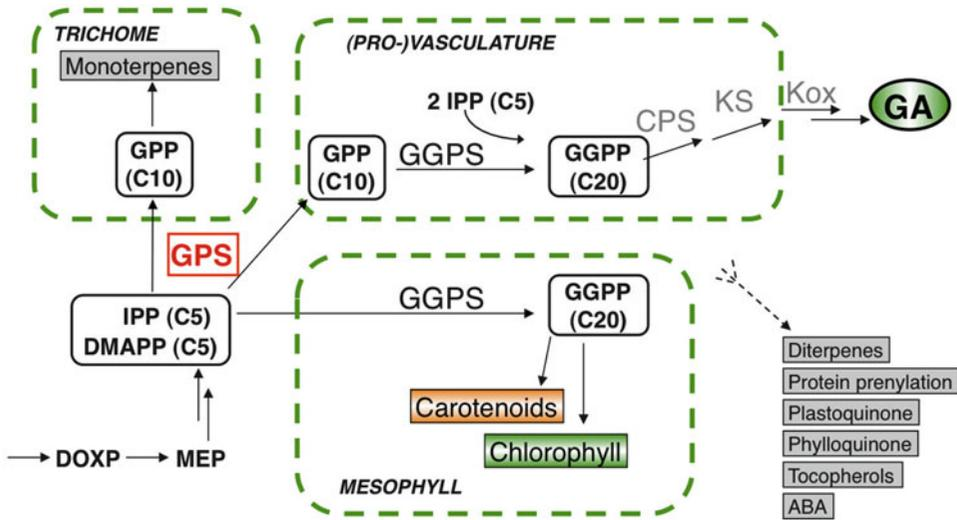 TRICHOME
Monoterpenes
GPP
(C10)
(PRO-)VASCULATURE
2 IPP (C5)
GPP
(C10)
GGPS
GGPP
(C20)
CPS
KS
Kox
GA
GPS
IPP (C5)
DMAPP (C5)
DOXP
MEP
GGPS
GGPP
(C20)
Carotenoids
Chlorophyll
MESOPHYLL
Diterpenes
Protein prenylation
Plastoquinone
Phylloquinone
Tocopherols
ABA